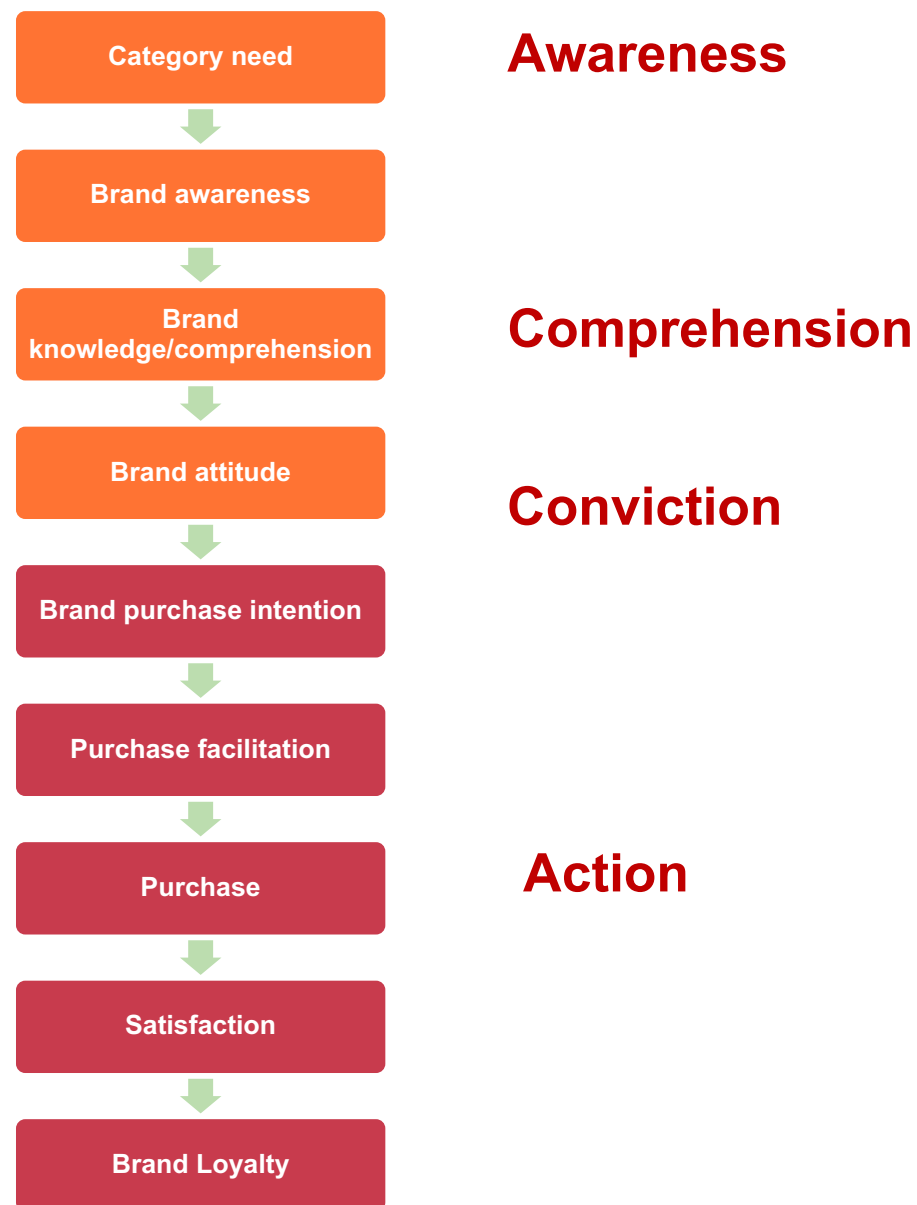 Category need
Awareness
Brand awareness
Brand
knowledge/comprehension
Comprehension
Brand attitude
Conviction
Brand purchase intention
Purchase facilitation
Purchase
Action
Satisfaction
Brand Loyalty